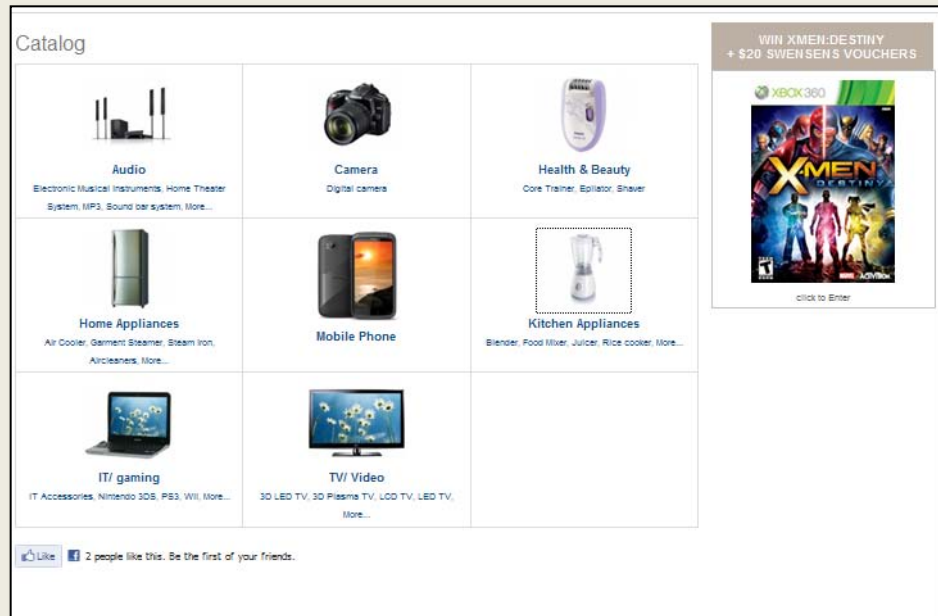 Catalog
Audio
Electronic Musical Instruments, Home Theater
System, MP3, Sound bar system, More...
Camera
Digital camera
Health & Beauty
Core Trainer, Epilator, Shaver
Home Appliances
Air Cooler, Garment Steamer, Steam Iron,
Aircleaners, More...
Mobile Phone
Kitchen Appliances
Blender, Food Mixer, Juicer, Rice cooker, More...
IT/ gaming
IT Accessories, Nintendo 3DS, PS3, WII, More...
TV/ Video
3D LED TV, 3D Plasma TV, LCD TV, LED TV,
More...
Like
2 people like this. Be the first of your friends.
WIN XMEN:DESTINY
+ $20 SWENSENS VOUCHERS
XBOX 360
X-MEN
DESTINY
T
MARVEL ACTIVISION
click to Enter